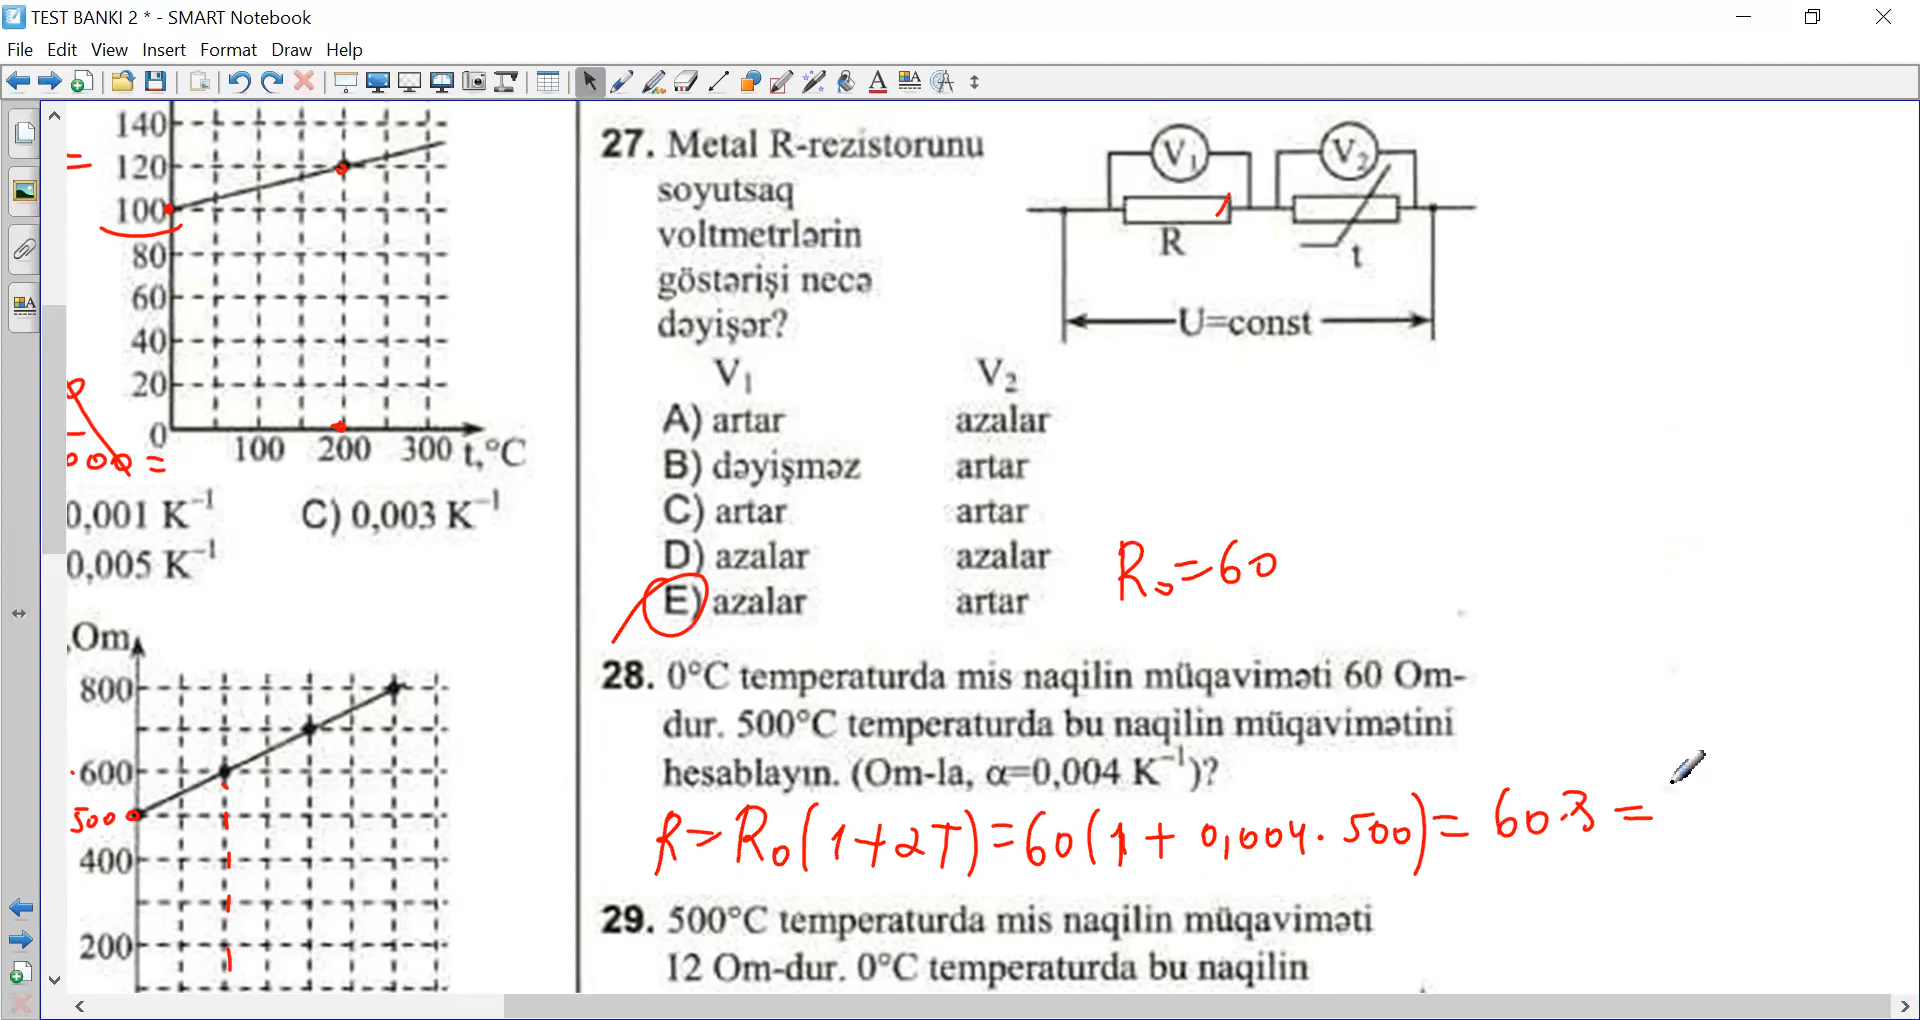 TEST BANKI 2 * - SMART Notebook
File Edit View Insert Format Draw Help
140
120
100
80
60
40
20
0
100 200 300 t,°C
000 =
0,001 K⁻¹ C) 0,003 K⁻¹
0,005 K⁻¹
,Om
800
600
500
400
200
27. Metal R-rezistorunu
soyutsaq
voltmetrlərin
göstərişi necə
dəyişər?
V₁ V₂
R t
U=const
V₁ V₂
A) artar azalar
B) dəyişməz artar
C) artar artar
D) azalar azalar
E) azalar artar
R₀=60
28. 0°C temperaturda mis naqilin müqaviməti 60 Om-
dur. 500°C temperaturda bu naqilin müqavimətini
hesablayın. (Om-la, α=0,004 K⁻¹)?
R=R₀(1+αT)=60(1+0,004·500)=60·3=
29. 500°C temperaturda mis naqilin müqaviməti
12 Om-dur. 0°C temperaturda bu naqilin